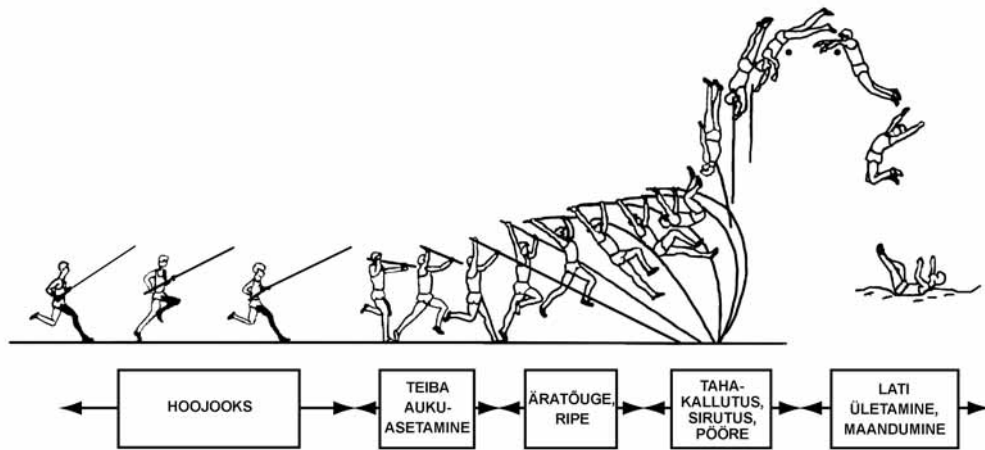 HOOJOOKS
TEIBA
AUKU-
ASETAMINE
ÄRATÕUGE,
RIPE
TAHA-
KALLUTUS,
SIRUTUS,
PÖÖRE
LATI
ÜLETAMINE,
MAANDUMINE